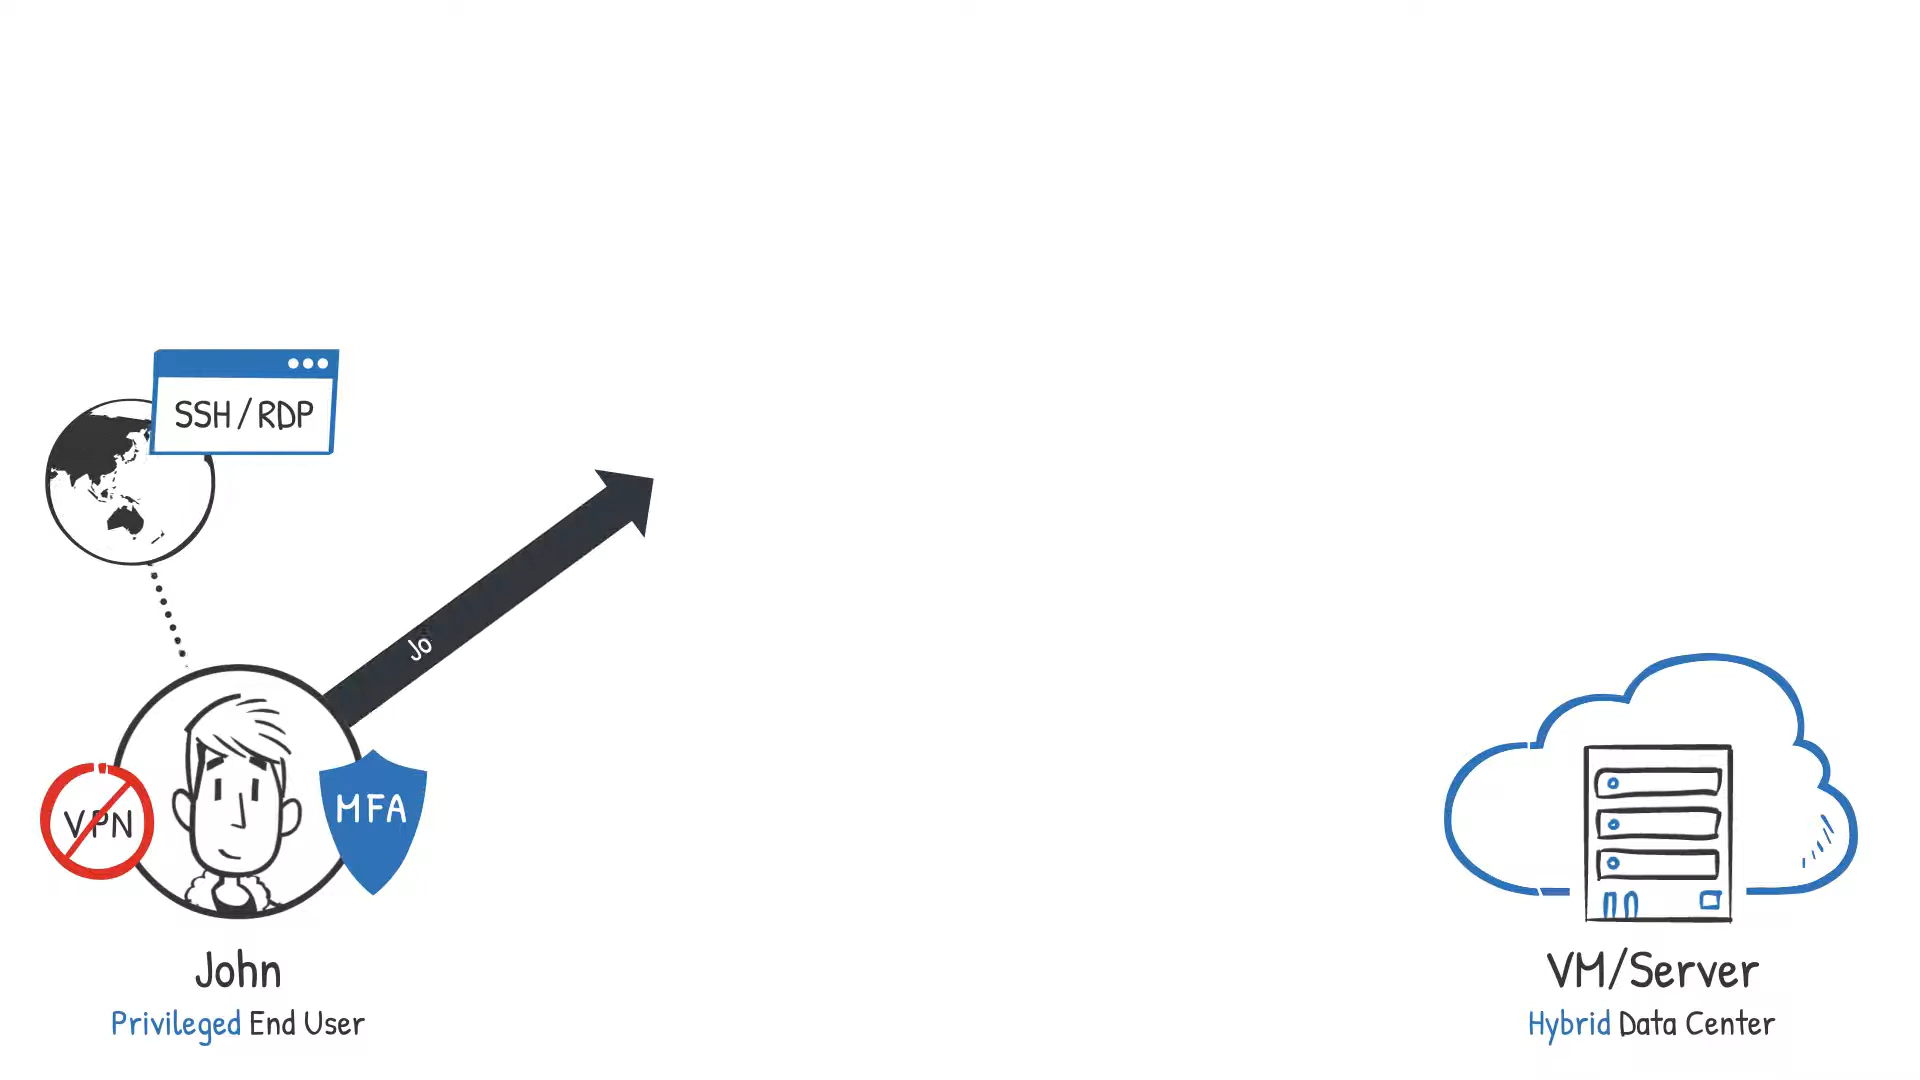 SSH/RDP
Jo
VPN
MFA
John
Privileged End User
VM/Server
Hybrid Data Center